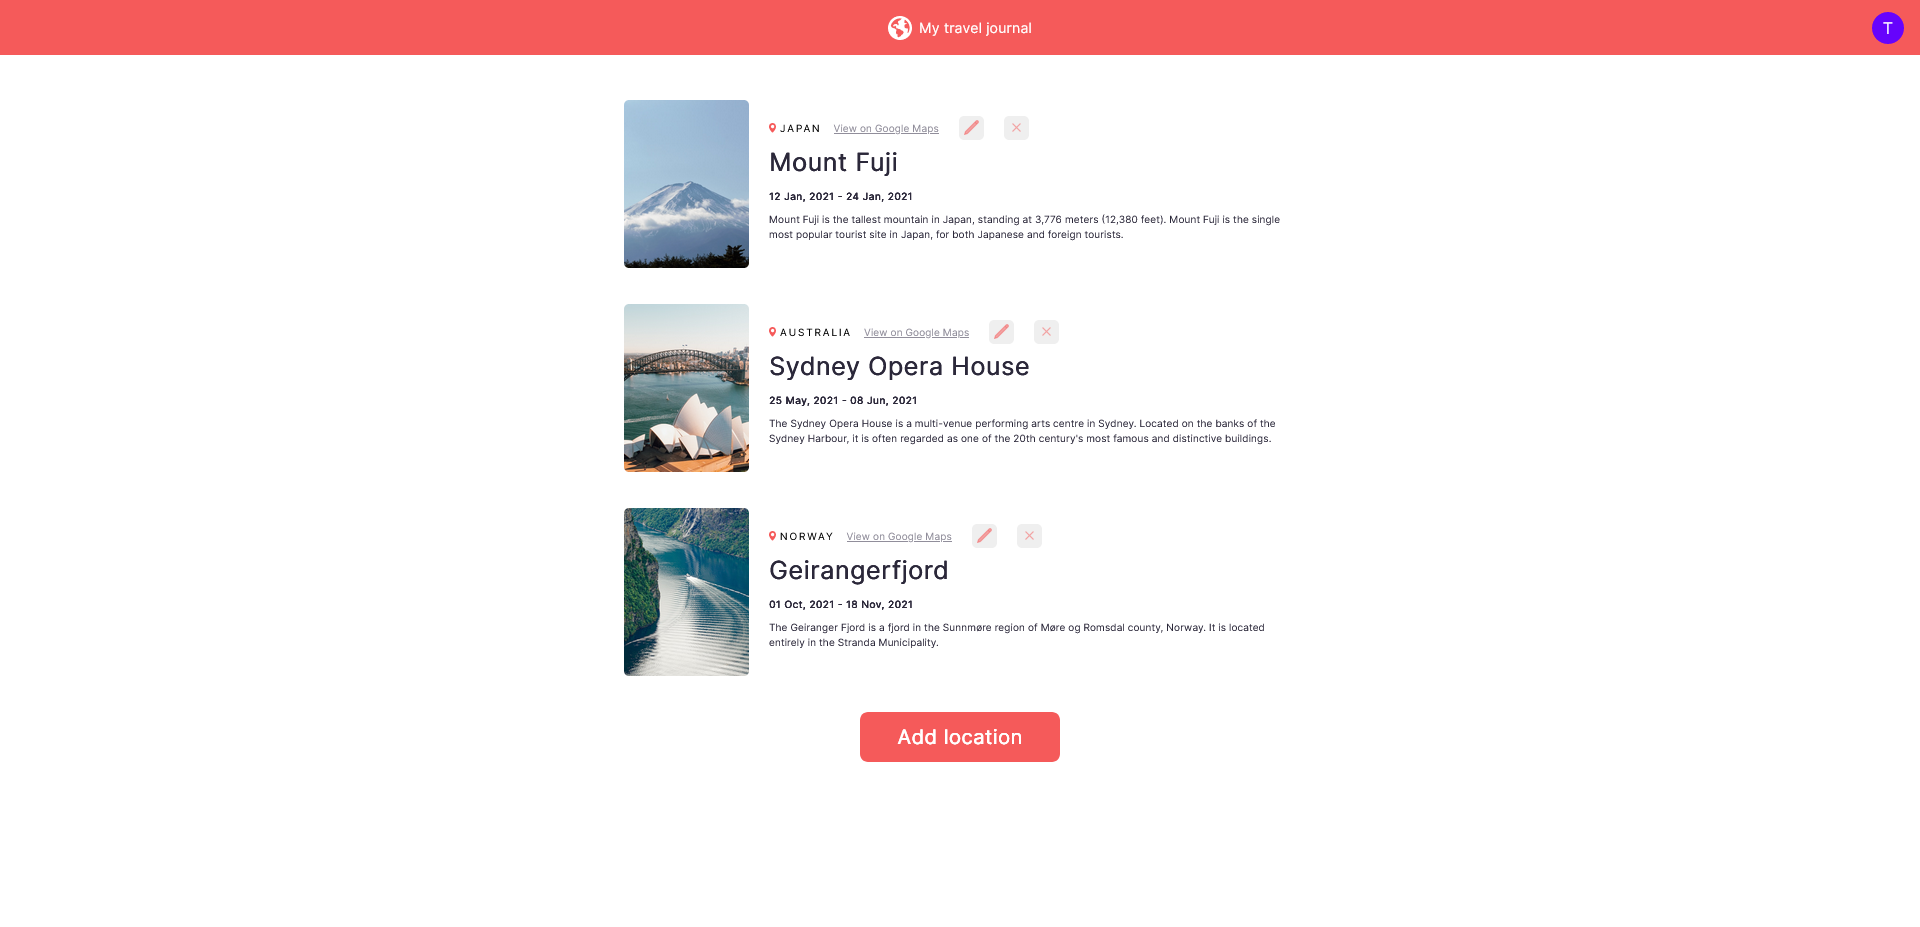 My travel journal
T
JAPAN View on Google Maps
Mount Fuji
12 Jan, 2021 - 24 Jan, 2021
Mount Fuji is the tallest mountain in Japan, standing at 3,776 meters (12,380 feet). Mount Fuji is the single
most popular tourist site in Japan, for both Japanese and foreign tourists.
AUSTRALIA View on Google Maps
Sydney Opera House
25 May, 2021 - 08 Jun, 2021
The Sydney Opera House is a multi-venue performing arts centre in Sydney. Located on the banks of the
Sydney Harbour, it is often regarded as one of the 20th century's most famous and distinctive buildings.
NORWAY View on Google Maps
Geirangerfjord
01 Oct, 2021 - 18 Nov, 2021
The Geiranger Fjord is a fjord in the Sunnmøre region of Møre og Romsdal county, Norway. It is located
entirely in the Stranda Municipality.
Add location